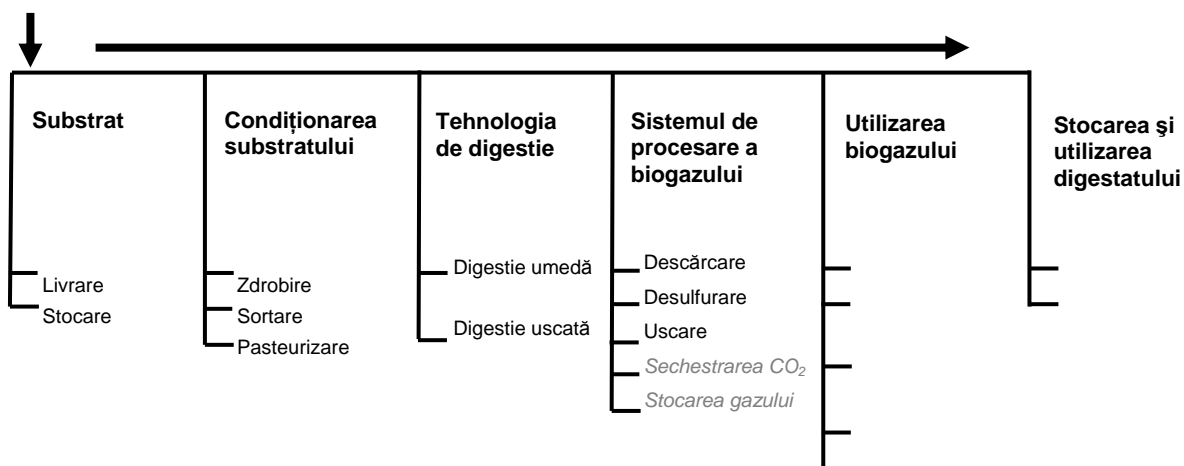 Substrat
Condiționarea
substratului
Tehnologia
de digestie
Sistemul de
procesare a
biogazului
Utilizarea
biogazului
Stocarea şi
utilizarea
digestatului
Livrare
Stocare
Zdrobire
Sortare
Pasteurizare
Digestie umedă
Digestie uscată
Descărcare
Desulfurare
Uscare
Sechestrarea CO₂
Stocarea gazului